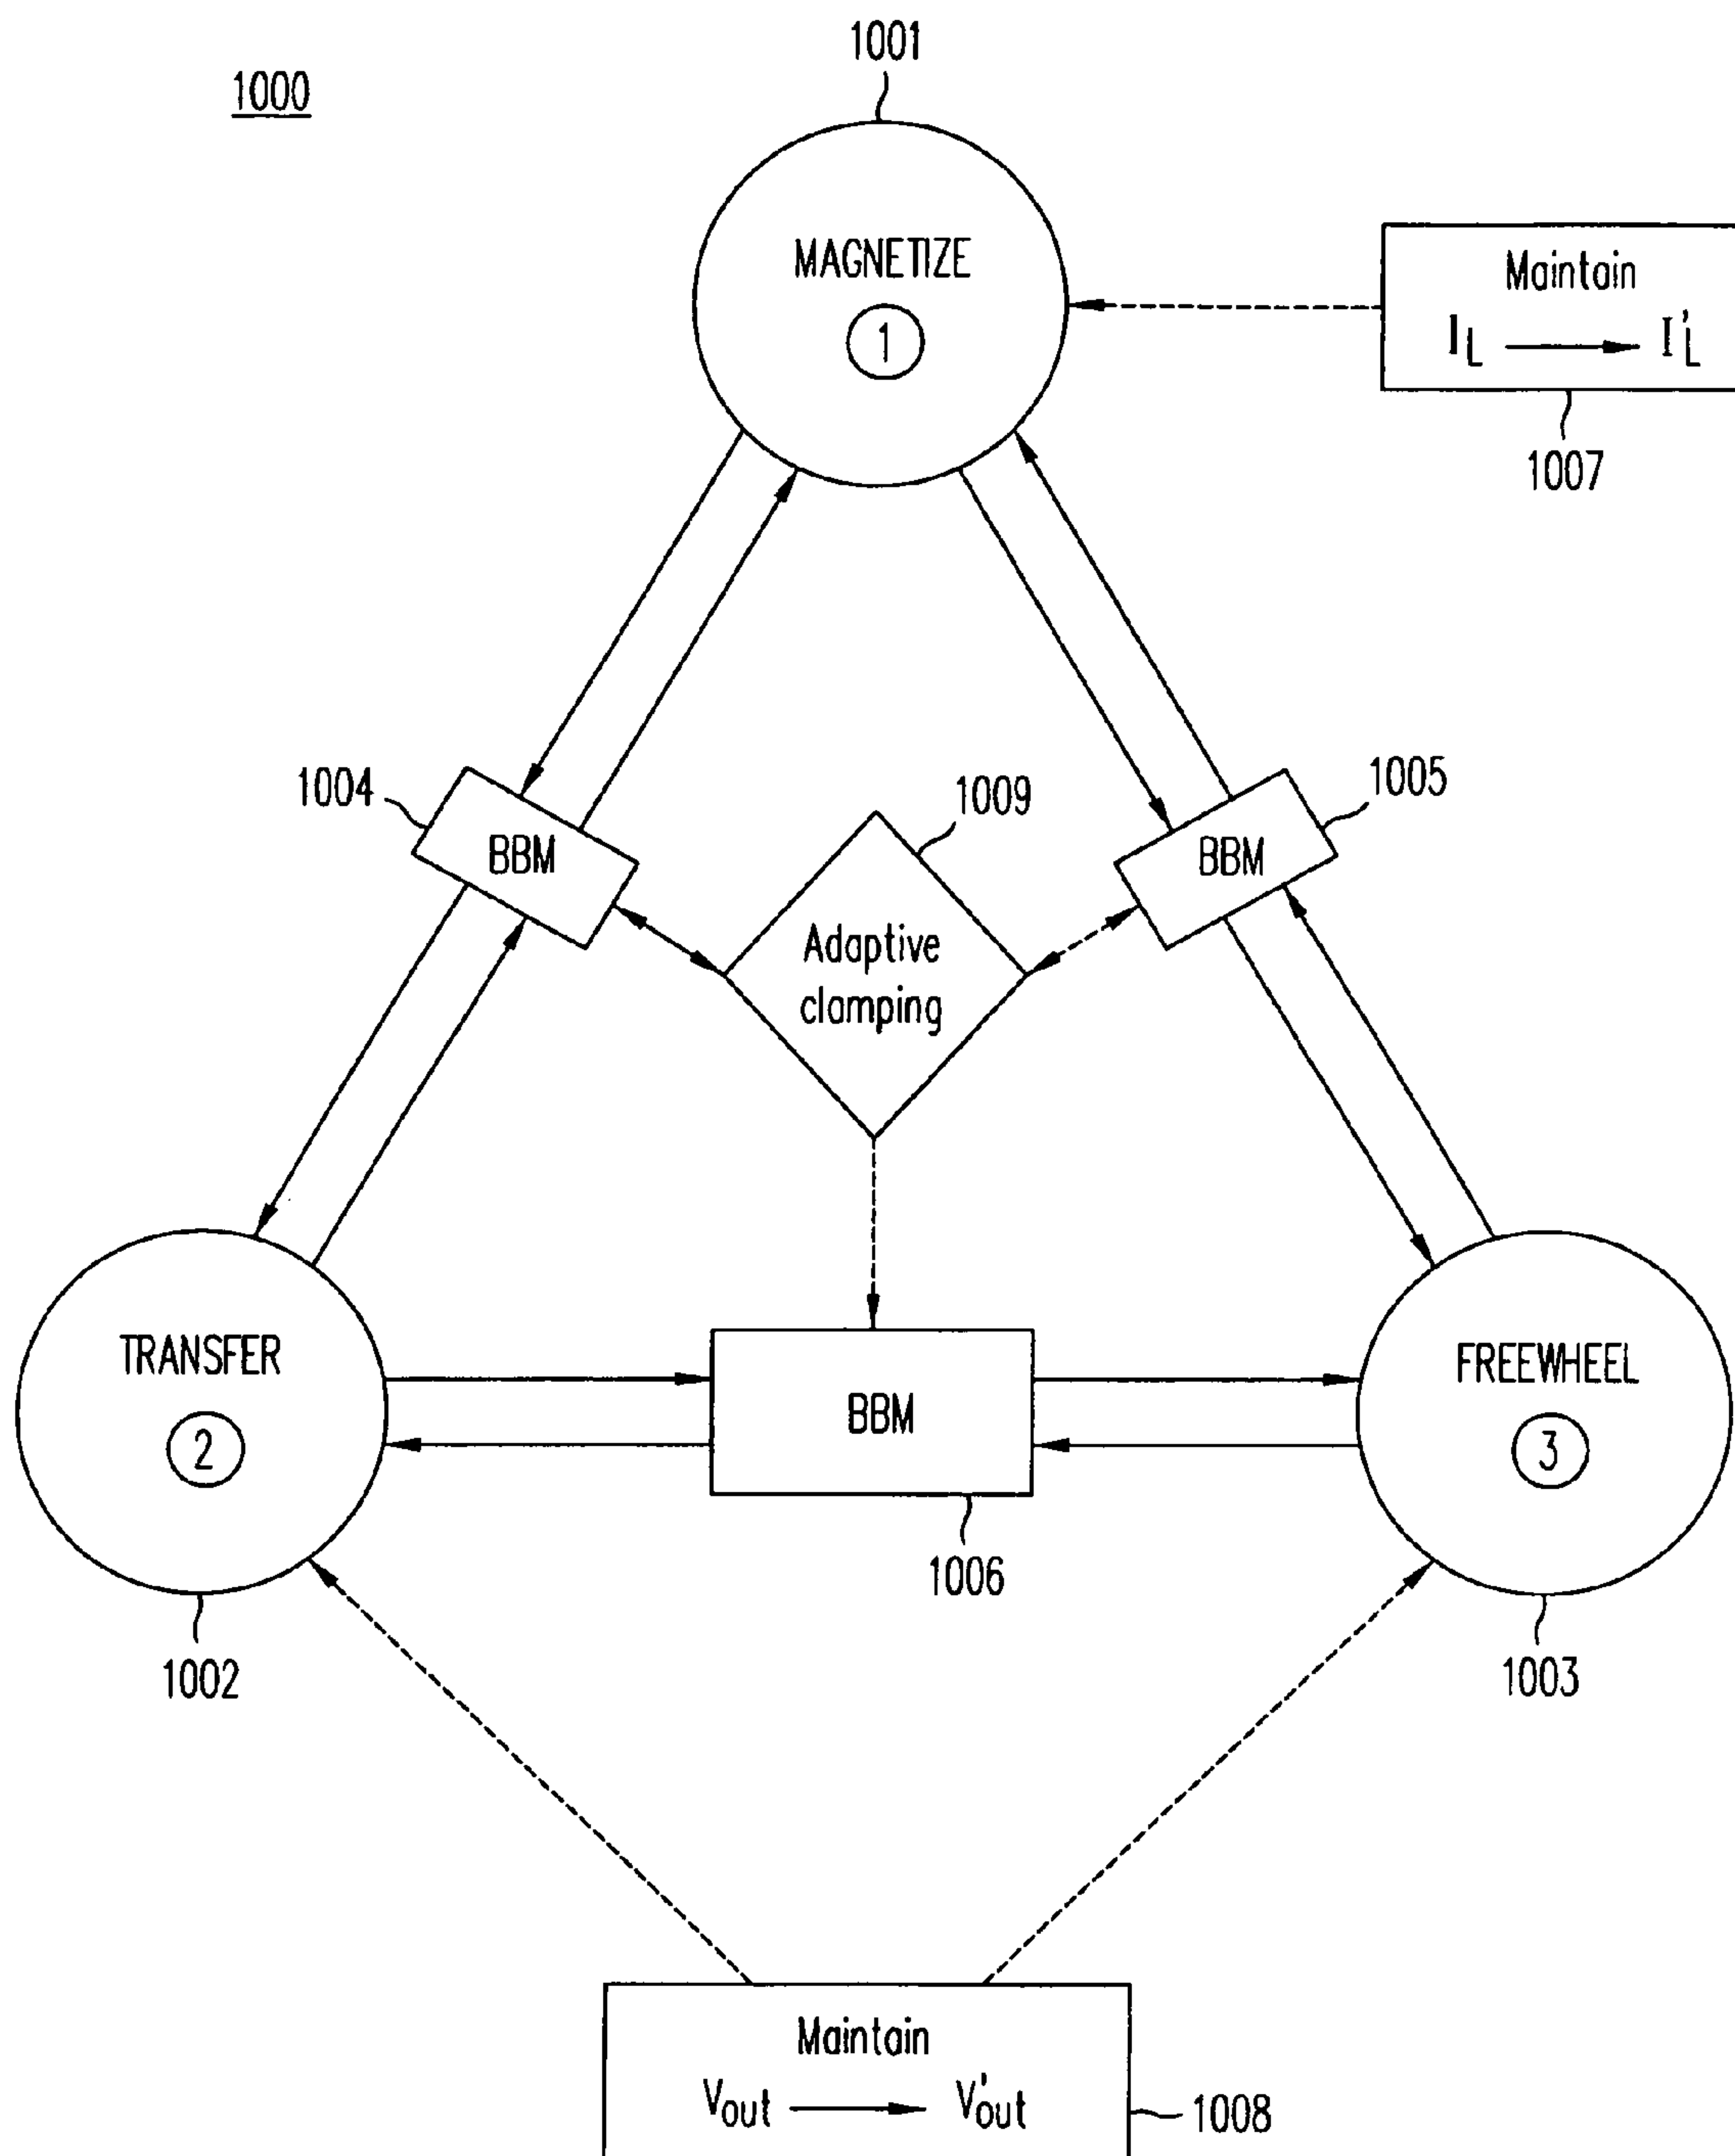 1001
1000
MAGNETIZE
1
Maintain
IL I'L
1007
1004
BBM
1009
1005
BBM
Adaptive
clamping
TRANSFER
2
BBM
FREEWHEEL
3
1006
1002
1003
Maintain
Vout V'out
1008